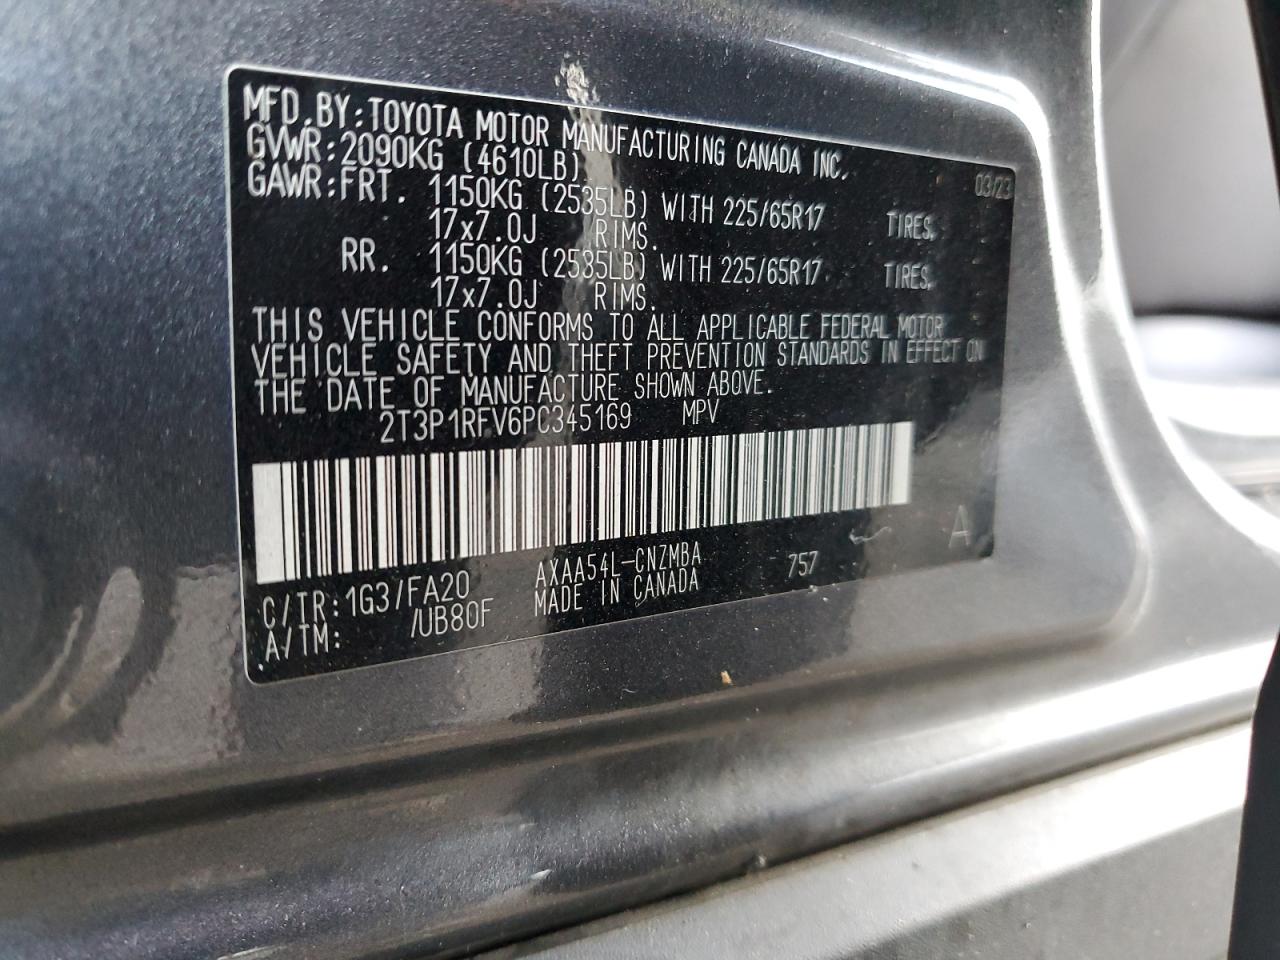 MFD.BY:TOYOTA MOTOR MANUFACTURING CANADA INC.
GVWR:2090KG (4610LB) 03/23
GAWR:FRT. 1150KG (2535LB) WITH 225/65R17 TIRES.
17x7.0J RIMS.
RR. 1150KG (2535LB) WITH 225/65R17 TIRES.
17x7.0J RIMS.
THIS VEHICLE CONFORMS TO ALL APPLICABLE FEDERAL MOTOR
VEHICLE SAFETY AND THEFT PREVENTION STANDARDS IN EFFECT ON
THE DATE OF MANUFACTURE SHOWN ABOVE.
2T3P1RFV6PC345169 MPV
C/TR:1G3/FA20 AXAA54L-CNZMBA 757 A
A/TM: /UB80F MADE IN CANADA